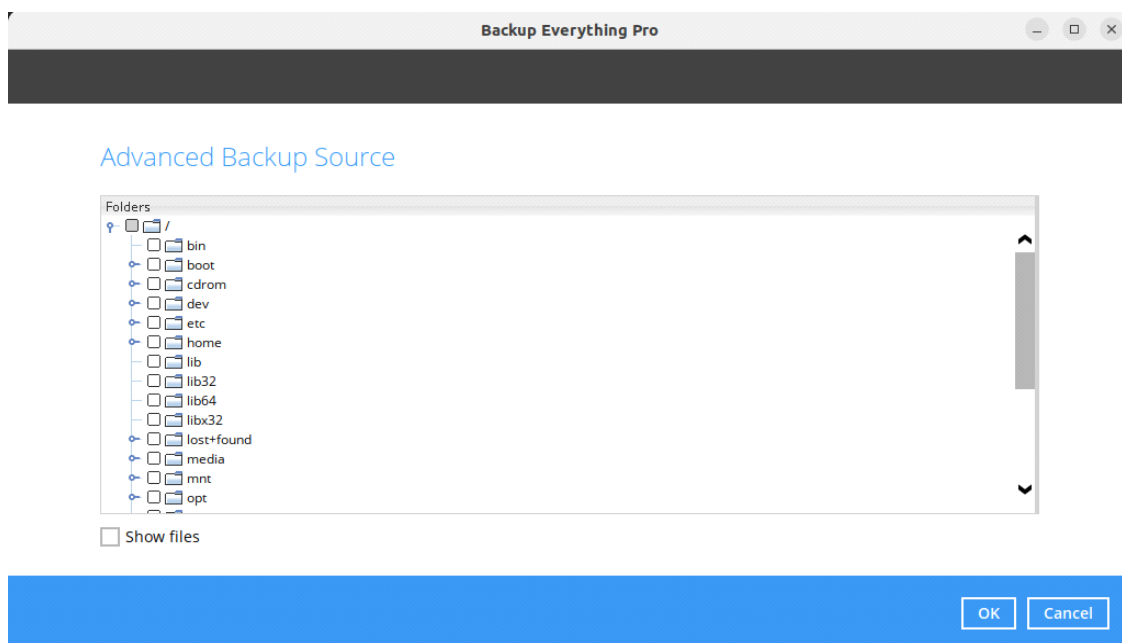 Backup Everything Pro
Advanced Backup Source
Folders
/
bin
boot
cdrom
dev
etc
home
lib
lib32
lib64
libx32
lost+found
media
mnt
opt
Show files
OK
Cancel